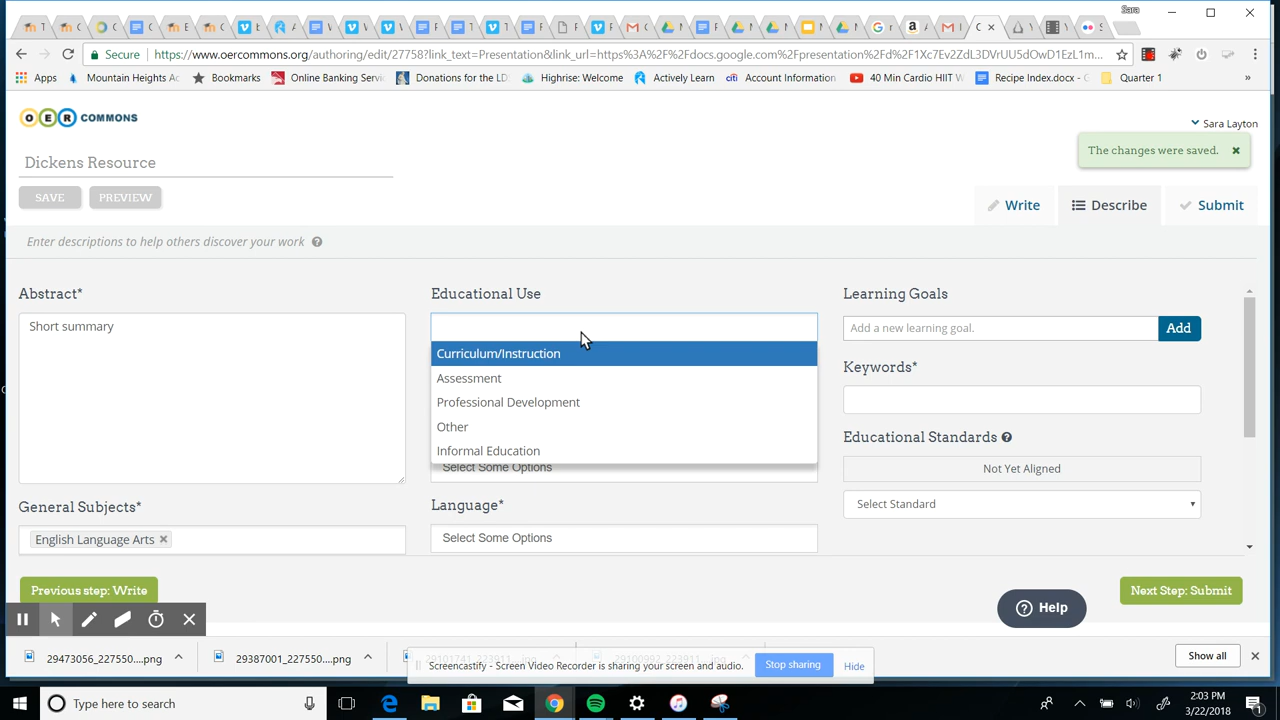 Sara
Secure
https://www.oercommons.org/authoring/edit/27758?link_text=Presentation&link_url=https%3A%2F%2Fdocs.google.com%2Fpresentation%2Fd%2F1Xc7Ev2ZdL3DVrUU5dOwD1EzL1m...
Apps
Mountain Heights Ac
Bookmarks
Online Banking Servi
Donations for the LD
Highrise: Welcome
Actively Learn
Account Information
40 Min Cardio HIIT W
Recipe Index.docx - G
Quarter 1
OER COMMONS
Sara Layton
The changes were saved.
Dickens Resource
SAVE
PREVIEW
Write
Describe
Submit
Enter descriptions to help others discover your work
Abstract*
Short summary
General Subjects*
English Language Arts
Educational Use
Curriculum/Instruction
Assessment
Professional Development
Other
Informal Education
Select Some Options
Language*
Select Some Options
Learning Goals
Add a new learning goal.
Add
Keywords*
Educational Standards
Not Yet Aligned
Select Standard
Previous step: Write
Next Step: Submit
Help
29473056_227550....png
29387001_227550....png
Screencastify - Screen Video Recorder is sharing your screen and audio.
Stop sharing
Hide
Show all
Type here to search
2:03 PM
3/22/2018